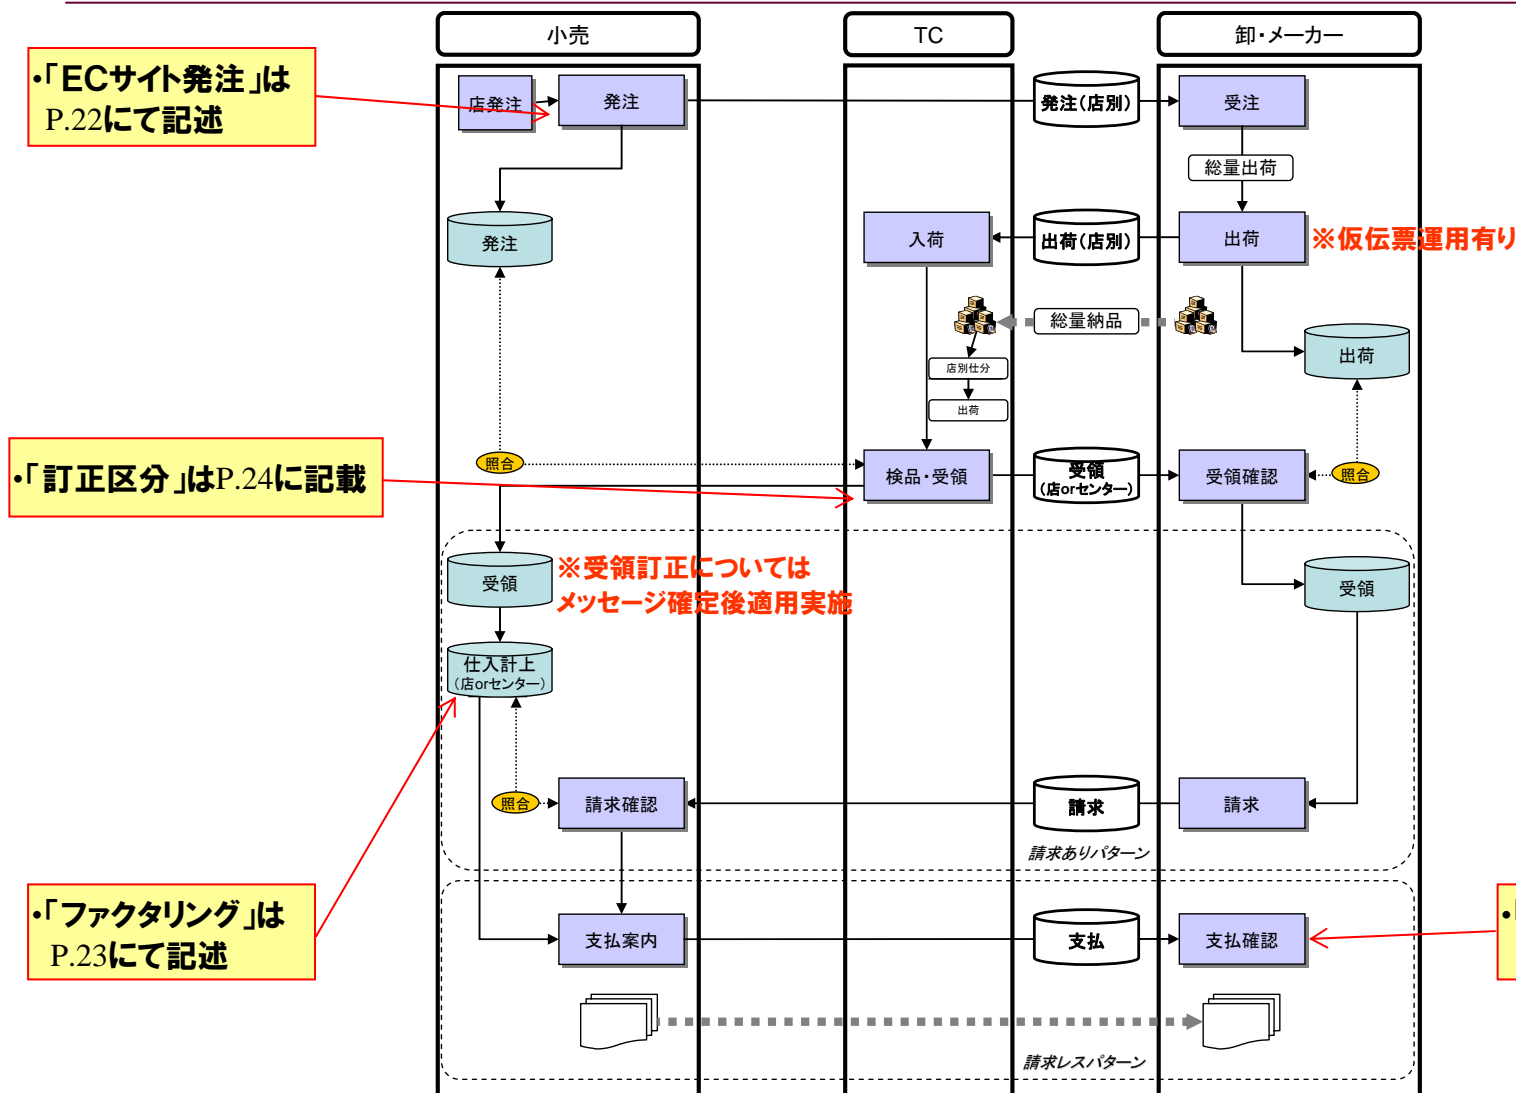 小売
TC
卸・メーカー
・「ECサイト発注」は
P.22にて記述
店発注
発注
発注(店別)
受注
総量出荷
発注
入荷
出荷(店別)
出荷
※仮伝票運用有り
総量納品
出荷
店別仕分
出荷
・「訂正区分」はP.24に記載
照合
検品・受領
受領
(店orセンター)
受領確認
照合
受領
※受領訂正については
メッセージ確定後適用実施
受領
仕入計上
(店orセンター)
照合
請求確認
請求
請求
請求ありパターン
・「ファクタリング」は
P.23にて記述
支払案内
支払
支払確認
請求レスパターン